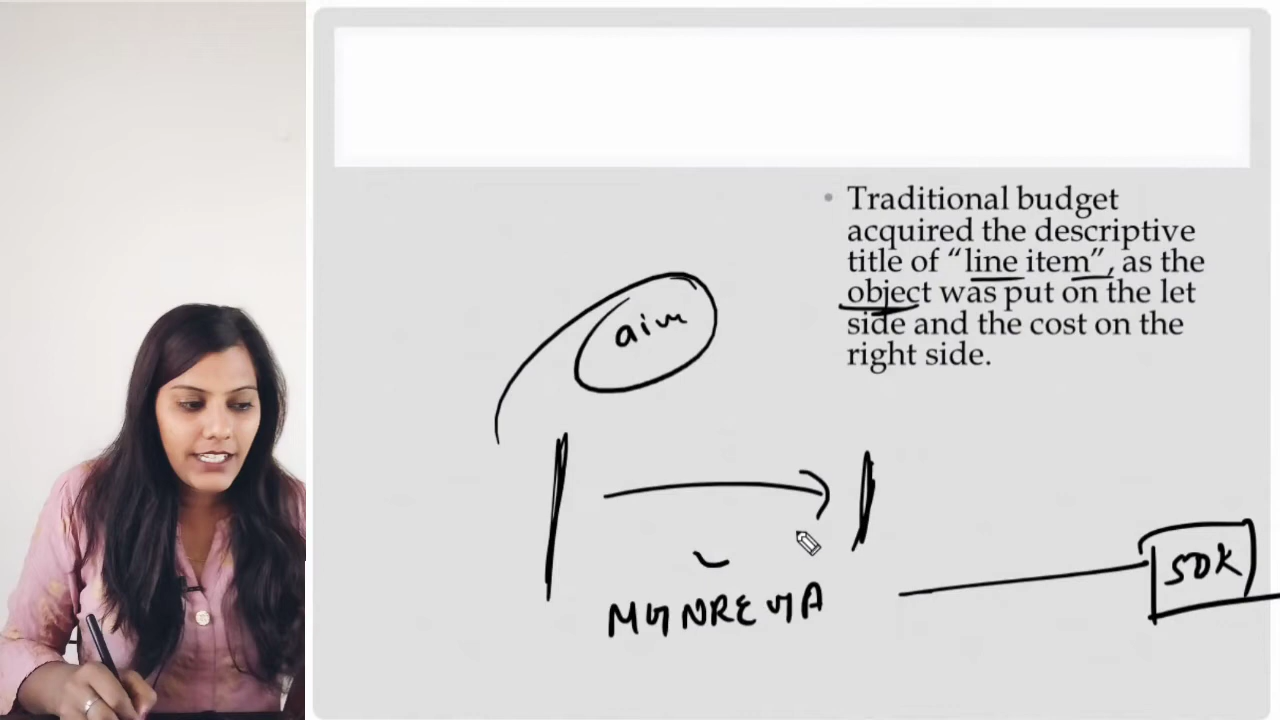 • Traditional budget
acquired the descriptive
title of “line item”, as the
object was put on the let
side and the cost on the
right side.
aim
MGNREGA
50K